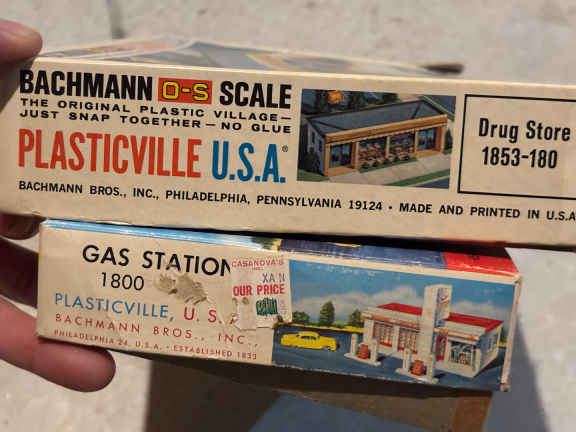 BACHMANN O-S SCALE
THE ORIGINAL PLASTIC VILLAGE—
JUST SNAP TOGETHER — NO GLUE
PLASTICVILLE U.S.A.®
BACHMANN BROS., INC., PHILADELPHIA, PENNSYLVANIA 19124 • MADE AND PRINTED IN U.S.A
Drug Store
1853-180
GAS STATION
1800
PLASTICVILLE, U. S. A
BACHMANN BROS., INC.,
PHILADELPHIA 24, U.S.A. • ESTABLISHED 1833
CASANOVA'S
INC.
XA'N
OUR PRICE